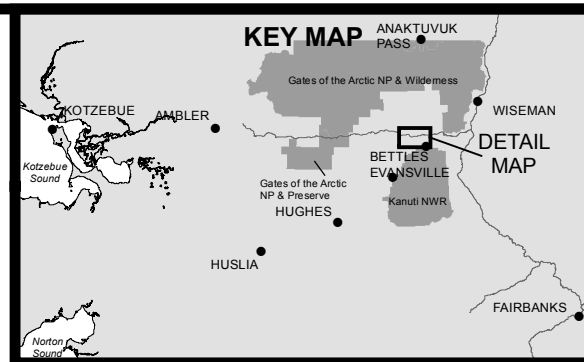 KEY MAP
ANAKTUVUK
PASS
Gates of the Arctic NP & Wilderness
KOTZEBUE
AMBLER
WISEMAN
DETAIL
MAP
Kotzebue
Sound
BETTLES
EVANSVILLE
Gates of the Arctic
NP & Preserve
Kanuti NWR
HUGHES
HUSLIA
FAIRBANKS
Norton
Sound